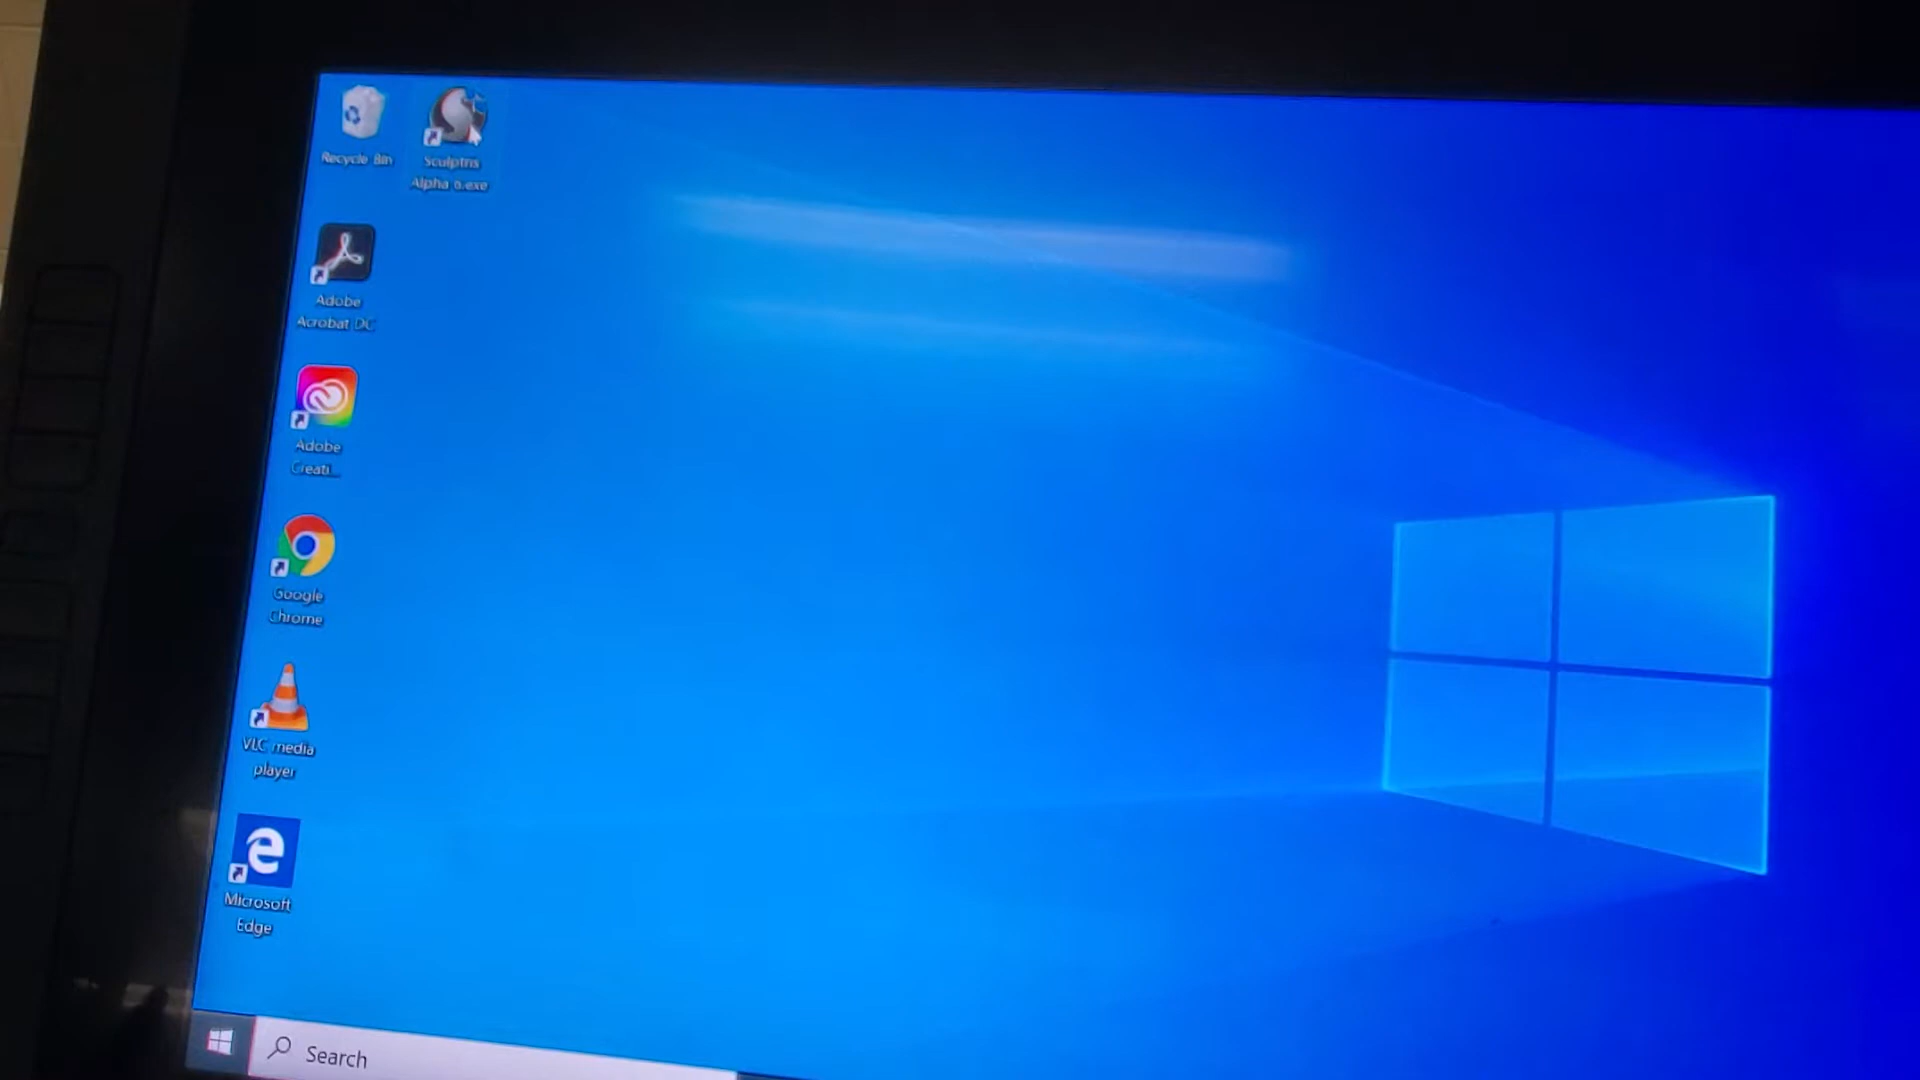 Recycle Bin
Sculptris
Alpha 6.exe
Adobe
Acrobat DC
Adobe
Creati...
Google
Chrome
VLC media
player
Microsoft
Edge
Search